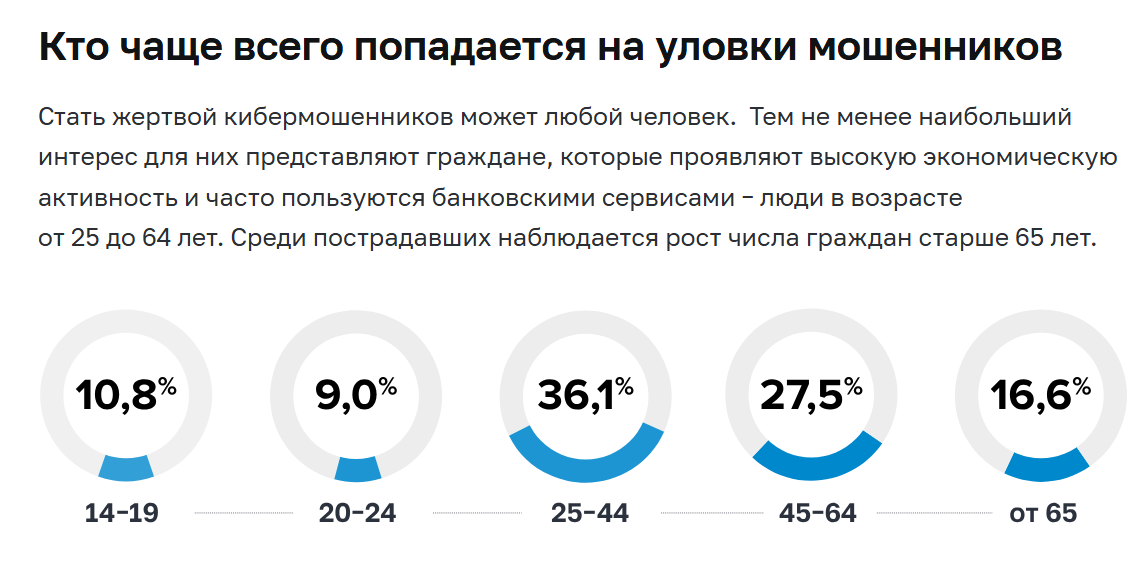 Кто чаще всего попадается на уловки мошенников
Стать жертвой кибермошенников может любой человек.  Тем не менее наибольший
интерес для них представляют граждане, которые проявляют высокую экономическую
активность и часто пользуются банковскими сервисами – люди в возрасте
от 25 до 64 лет. Среди пострадавших наблюдается рост числа граждан старше 65 лет.
10,8% 9,0% 36,1% 27,5% 16,6%
14–19 20–24 25–44 45–64 от 65